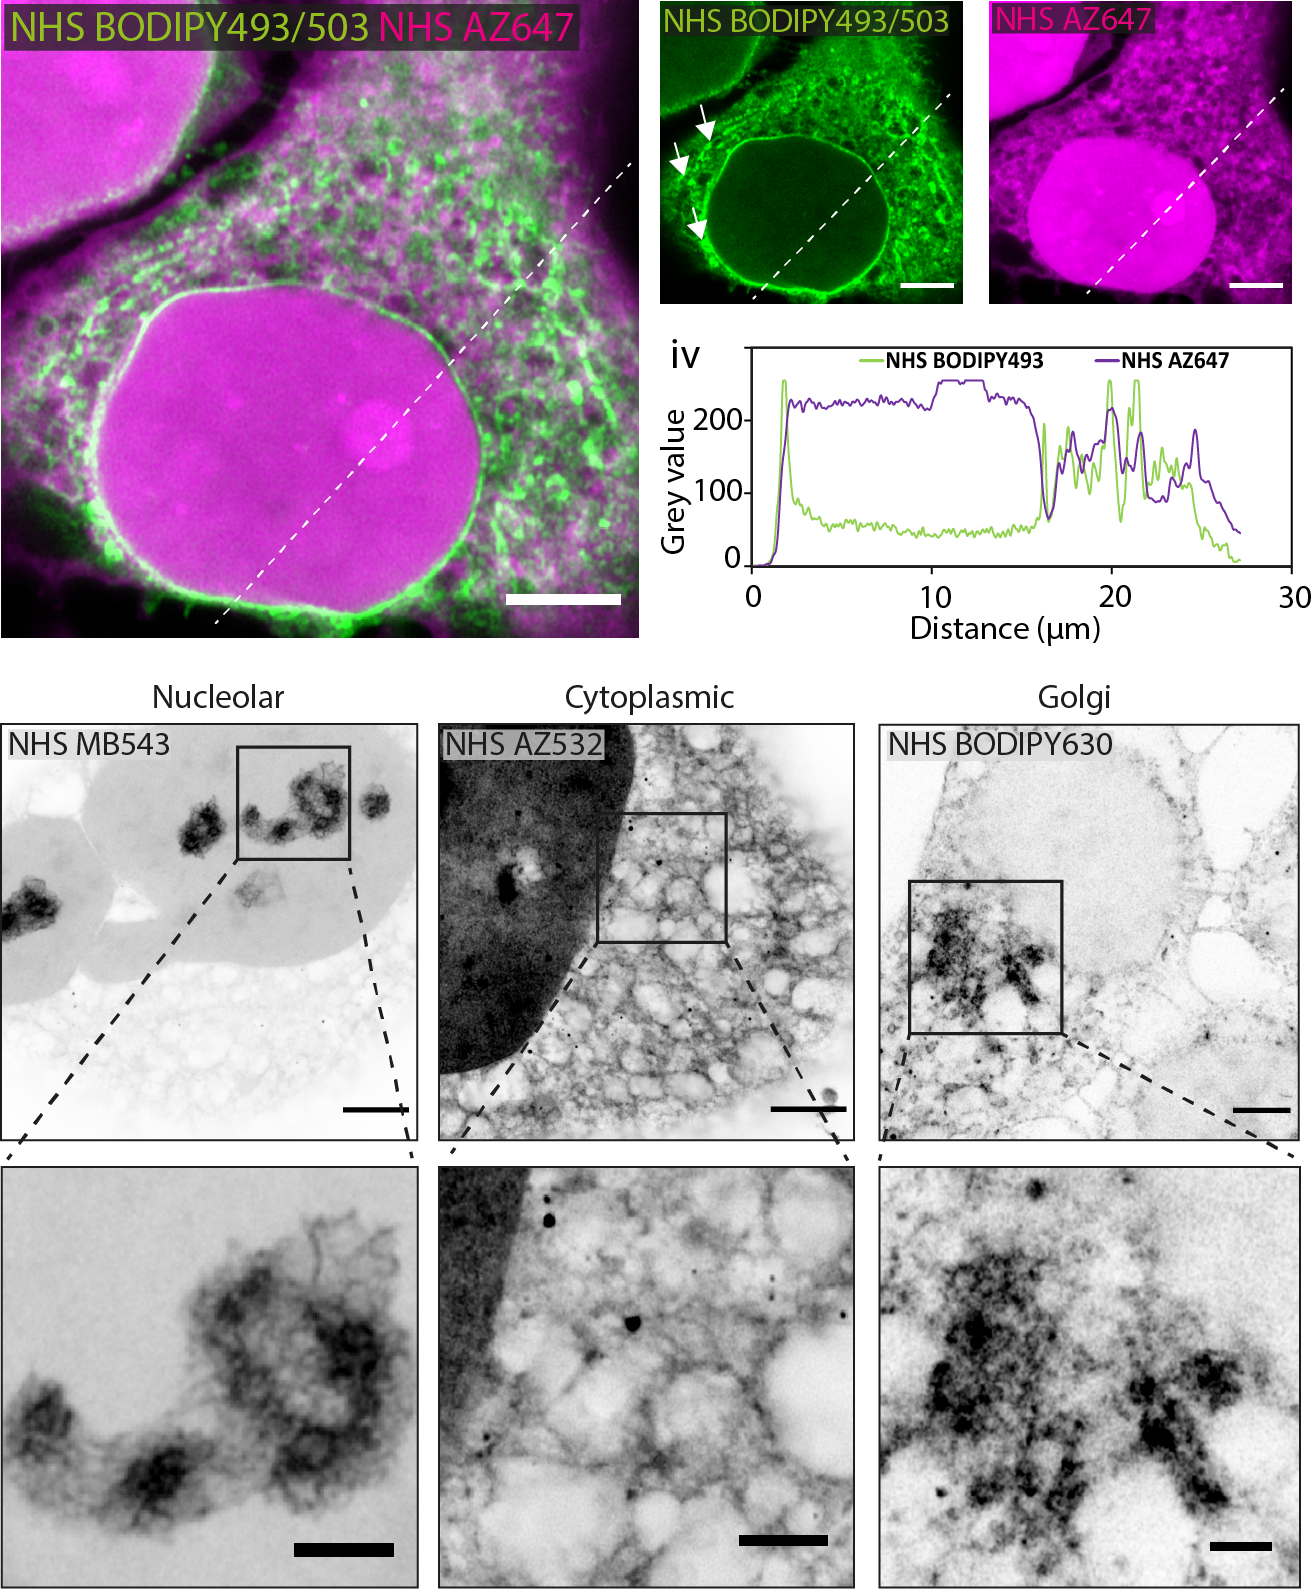 NHS BODIPY493/503 NHS AZ647
NHS BODIPY493/503
NHS AZ647
iv
NHS BODIPY493
NHS AZ647
Grey value
200
100
0
0
10
20
30
Distance (µm)
Nucleolar
Cytoplasmic
Golgi
NHS MB543
NHS AZ532
NHS BODIPY630